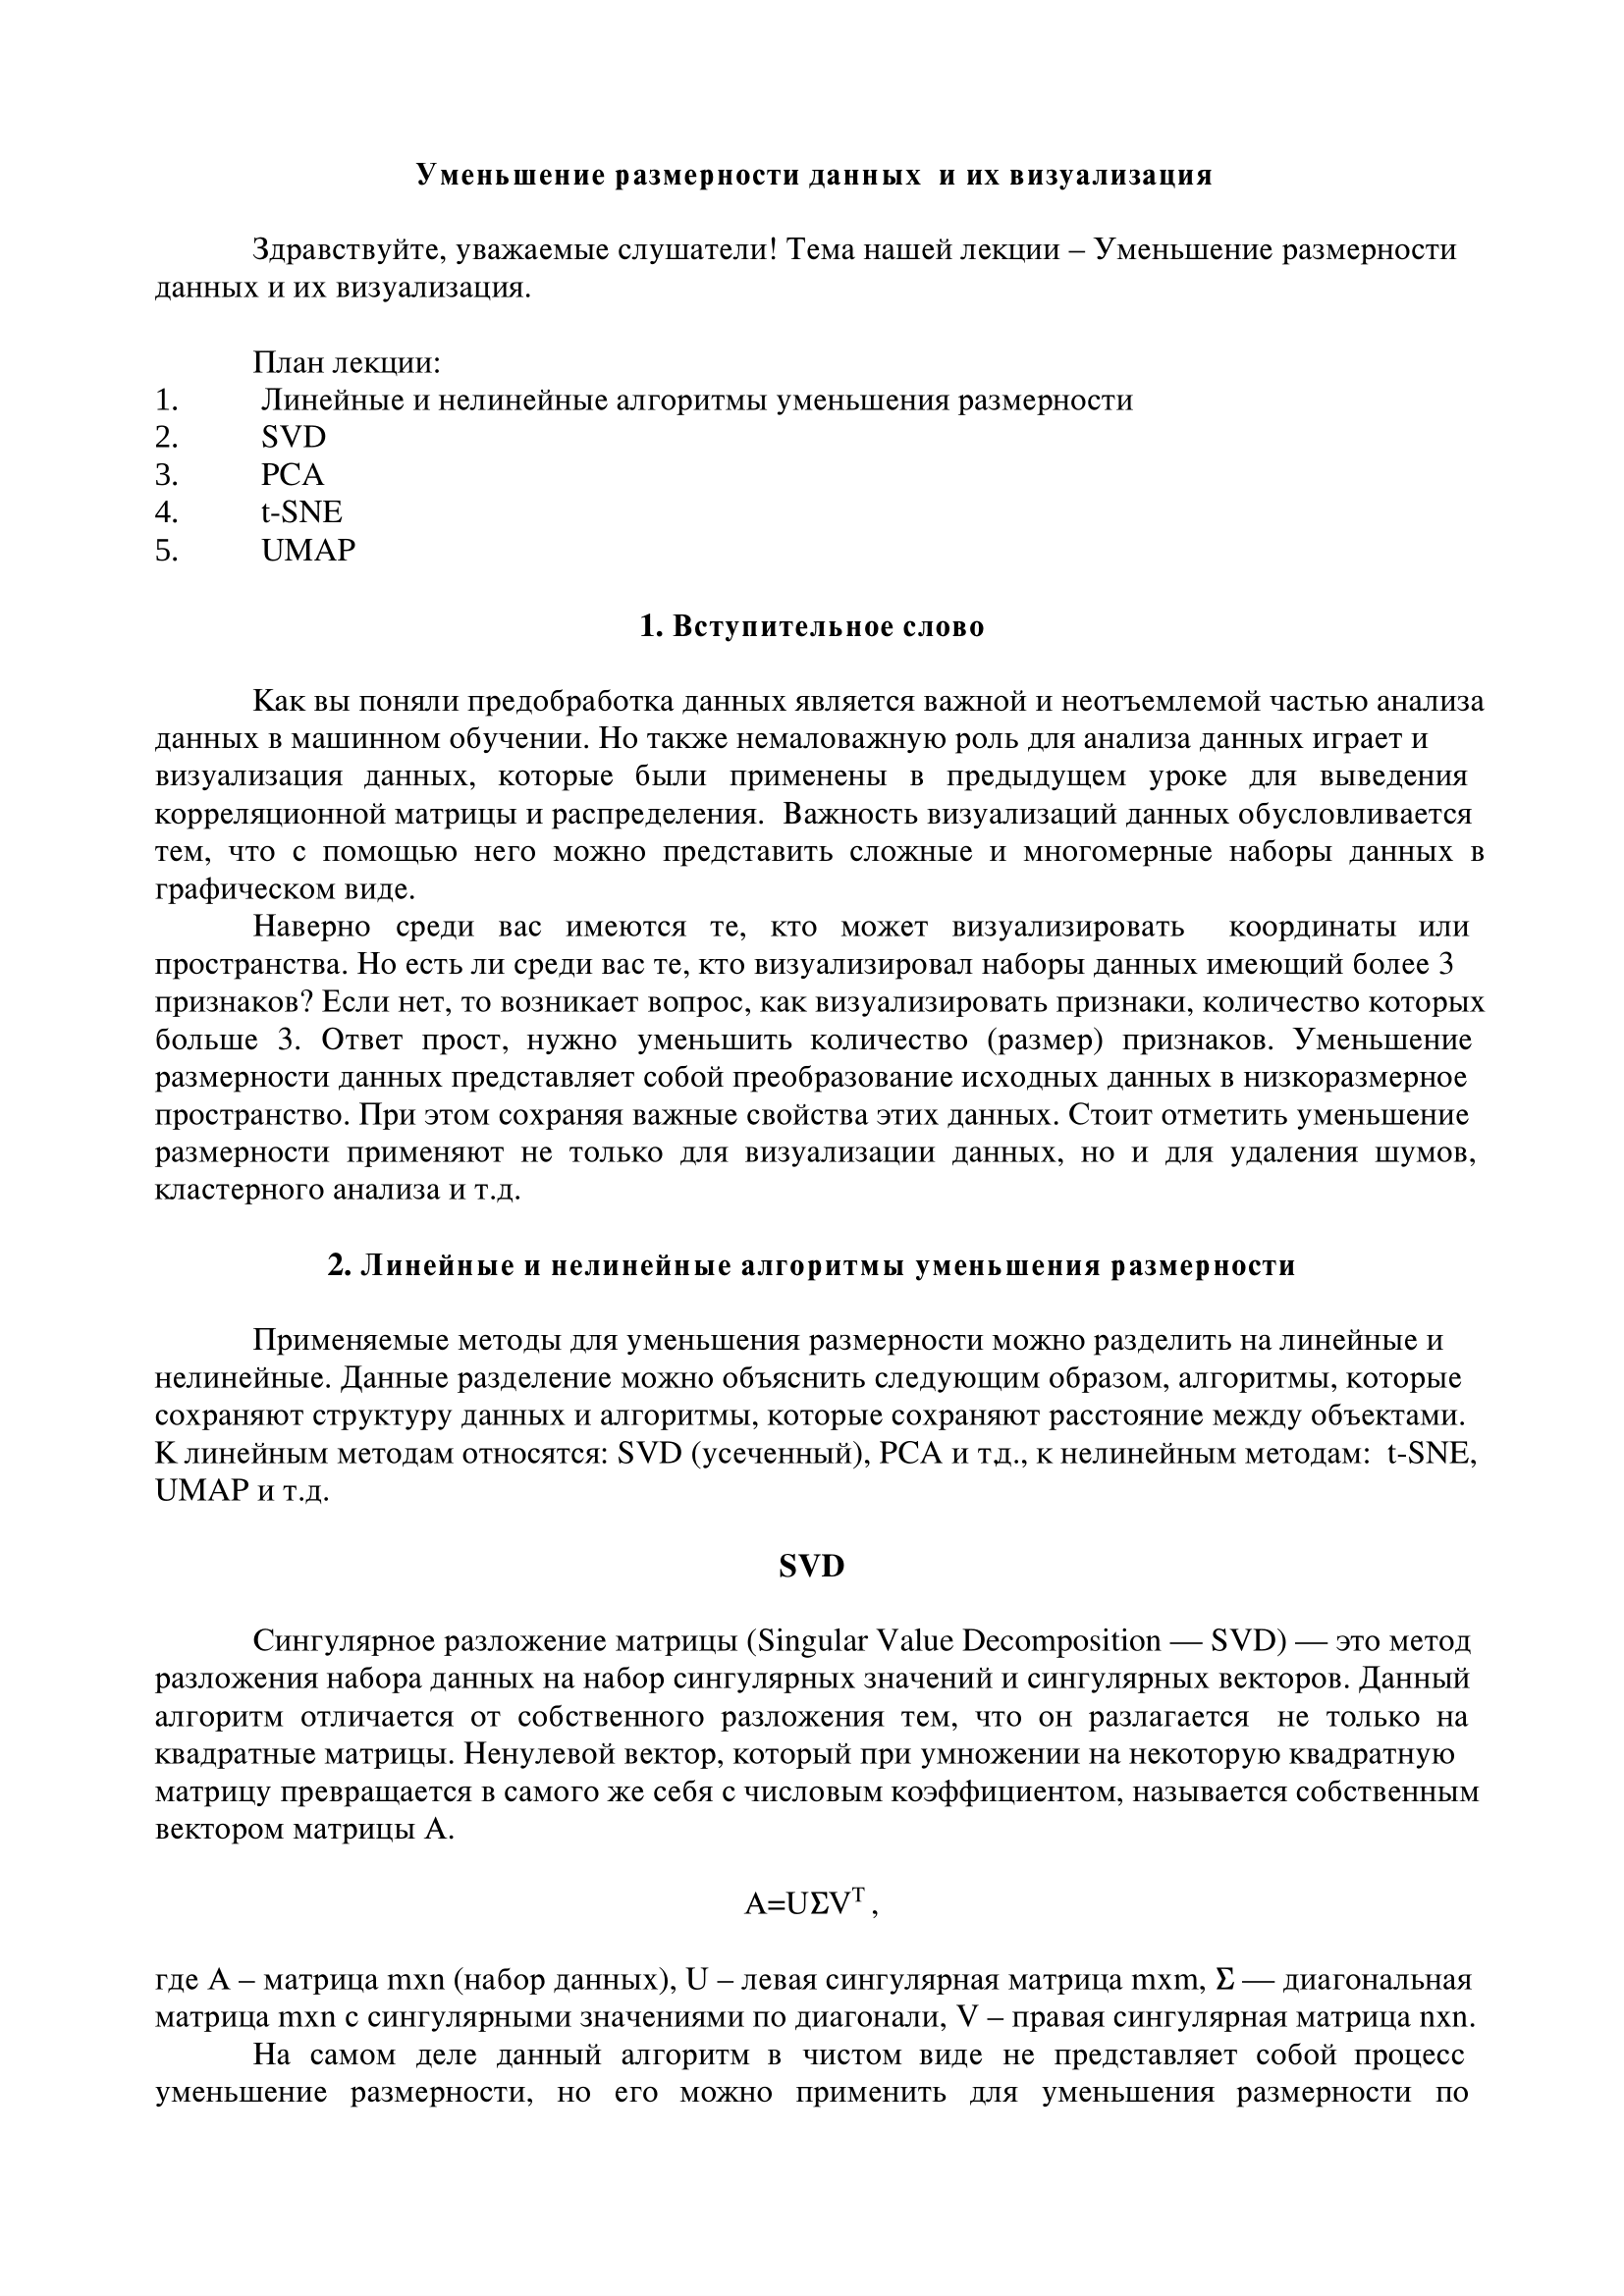 Уменьшение размерности данных и их визуализация
Здравствуйте, уважаемые слушатели! Тема нашей лекции – Уменьшение размерности
данных и их визуализация.
План лекции:
1. Линейные и нелинейные алгоритмы уменьшения размерности
2. SVD
3. PCA
4. t-SNE
5. UMAP
1. Вступительное слово
Как вы поняли предобработка данных является важной и неотъемлемой частью анализа
данных в машинном обучении. Но также немаловажную роль для анализа данных играет и
визуализация данных, которые были применены в предыдущем уроке для выведения
корреляционной матрицы и распределения. Важность визуализаций данных обусловливается
тем, что с помощью него можно представить сложные и многомерные наборы данных в
графическом виде.
Наверно среди вас имеются те, кто может визуализировать координаты или
пространства. Но есть ли среди вас те, кто визуализировал наборы данных имеющий более 3
признаков? Если нет, то возникает вопрос, как визуализировать признаки, количество которых
больше 3. Ответ прост, нужно уменьшить количество (размер) признаков. Уменьшение
размерности данных представляет собой преобразование исходных данных в низкоразмерное
пространство. При этом сохраняя важные свойства этих данных. Стоит отметить уменьшение
размерности применяют не только для визуализации данных, но и для удаления шумов,
кластерного анализа и т.д.
2. Линейные и нелинейные алгоритмы уменьшения размерности
Применяемые методы для уменьшения размерности можно разделить на линейные и
нелинейные. Данные разделение можно объяснить следующим образом, алгоритмы, которые
сохраняют структуру данных и алгоритмы, которые сохраняют расстояние между объектами.
К линейным методам относятся: SVD (усеченный), PCA и т.д., к нелинейным методам: t-SNE,
UMAP и т.д.
SVD
Сингулярное разложение матрицы (Singular Value Decomposition — SVD) — это метод
разложения набора данных на набор сингулярных значений и сингулярных векторов. Данный
алгоритм отличается от собственного разложения тем, что он разлагается не только на
квадратные матрицы. Ненулевой вектор, который при умножении на некоторую квадратную
матрицу превращается в самого же себя с числовым коэффициентом, называется собственным
вектором матрицы A.
A=UΣVᵀ ,
где A – матрица mxn (набор данных), U – левая сингулярная матрица mxm, Σ — диагональная
матрица mxn с сингулярными значениями по диагонали, V – правая сингулярная матрица nxn.
На самом деле данный алгоритм в чистом виде не представляет собой процесс
уменьшение размерности, но его можно применить для уменьшения размерности по